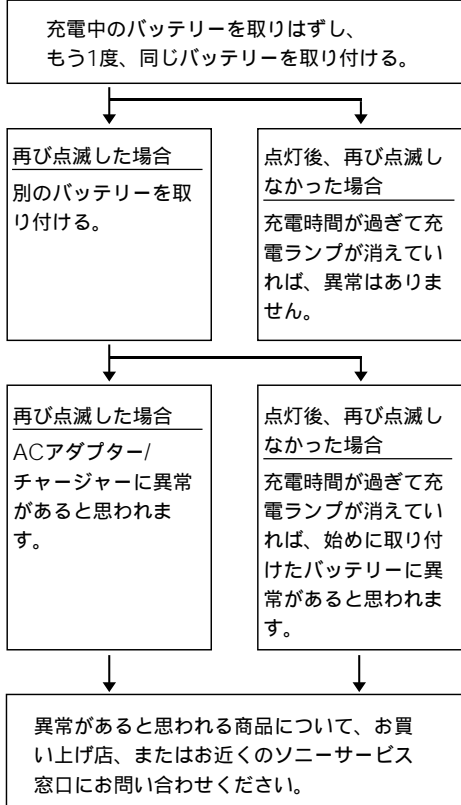 充電中のバッテリーを取りはずし、
もう1度、同じバッテリーを取り付ける。
再び点滅した場合
別のバッテリーを取
り付ける。
点灯後、再び点滅し
なかった場合
充電時間が過ぎて充
電ランプが消えてい
れば、異常はありま
せん。
再び点滅した場合
ACアダプター/
チャージャーに異常
があると思われま
す。
点灯後、再び点滅し
なかった場合
充電時間が過ぎて充
電ランプが消えてい
れば、始めに取り付
けたバッテリーに異
常があると思われま
す。
異常があると思われる商品について、お買
い上げ店、またはお近くのソニーサービス
窓口にお問い合わせください。